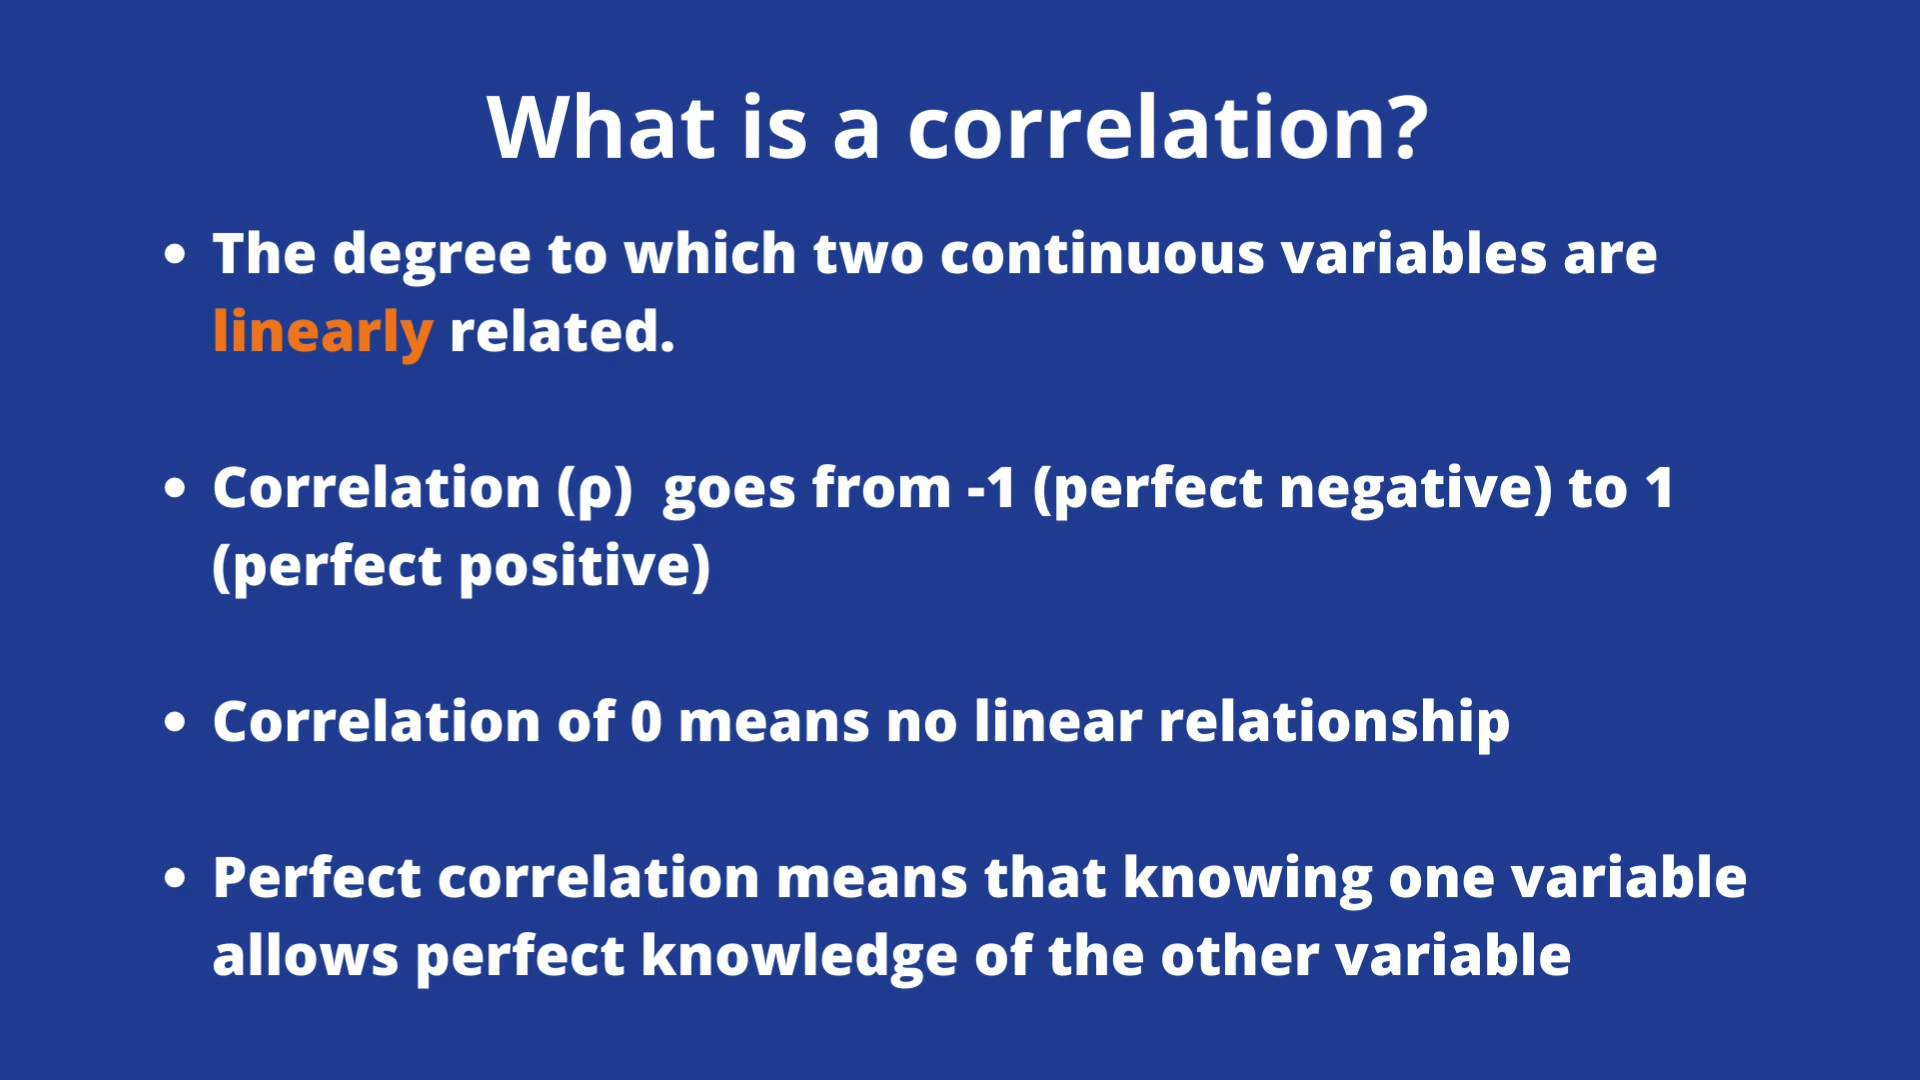 What is a correlation?
• The degree to which two continuous variables are
linearly related.
• Correlation (ρ)  goes from -1 (perfect negative) to 1
(perfect positive)
• Correlation of 0 means no linear relationship
• Perfect correlation means that knowing one variable
allows perfect knowledge of the other variable